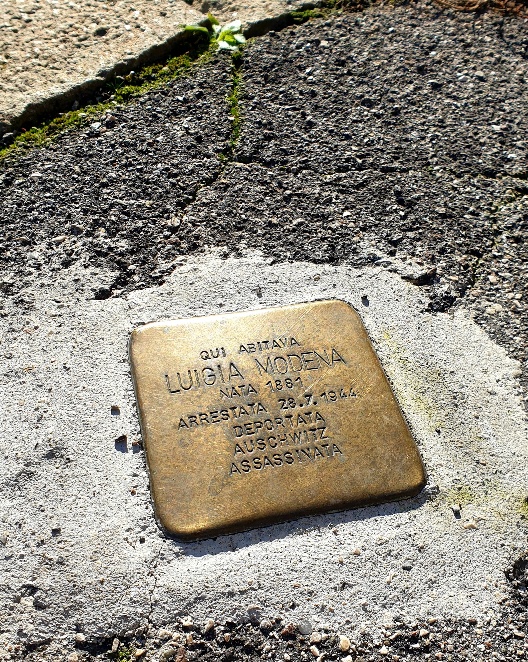 QUI ABITAVA
LUIGIA MODENA
NATA 1881
ARRESTATA 28.7.1944
DEPORTATA
AUSCHWITZ
ASSASSINATA